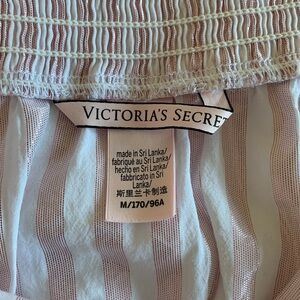 VICTORIA'S SECRE
made in Sri Lanka/
fabriqué au Sri Lanka/
hecho en Sri Lanka/
fabbricato in Sri
Lanka/
斯里兰卡制造
M/170/96A